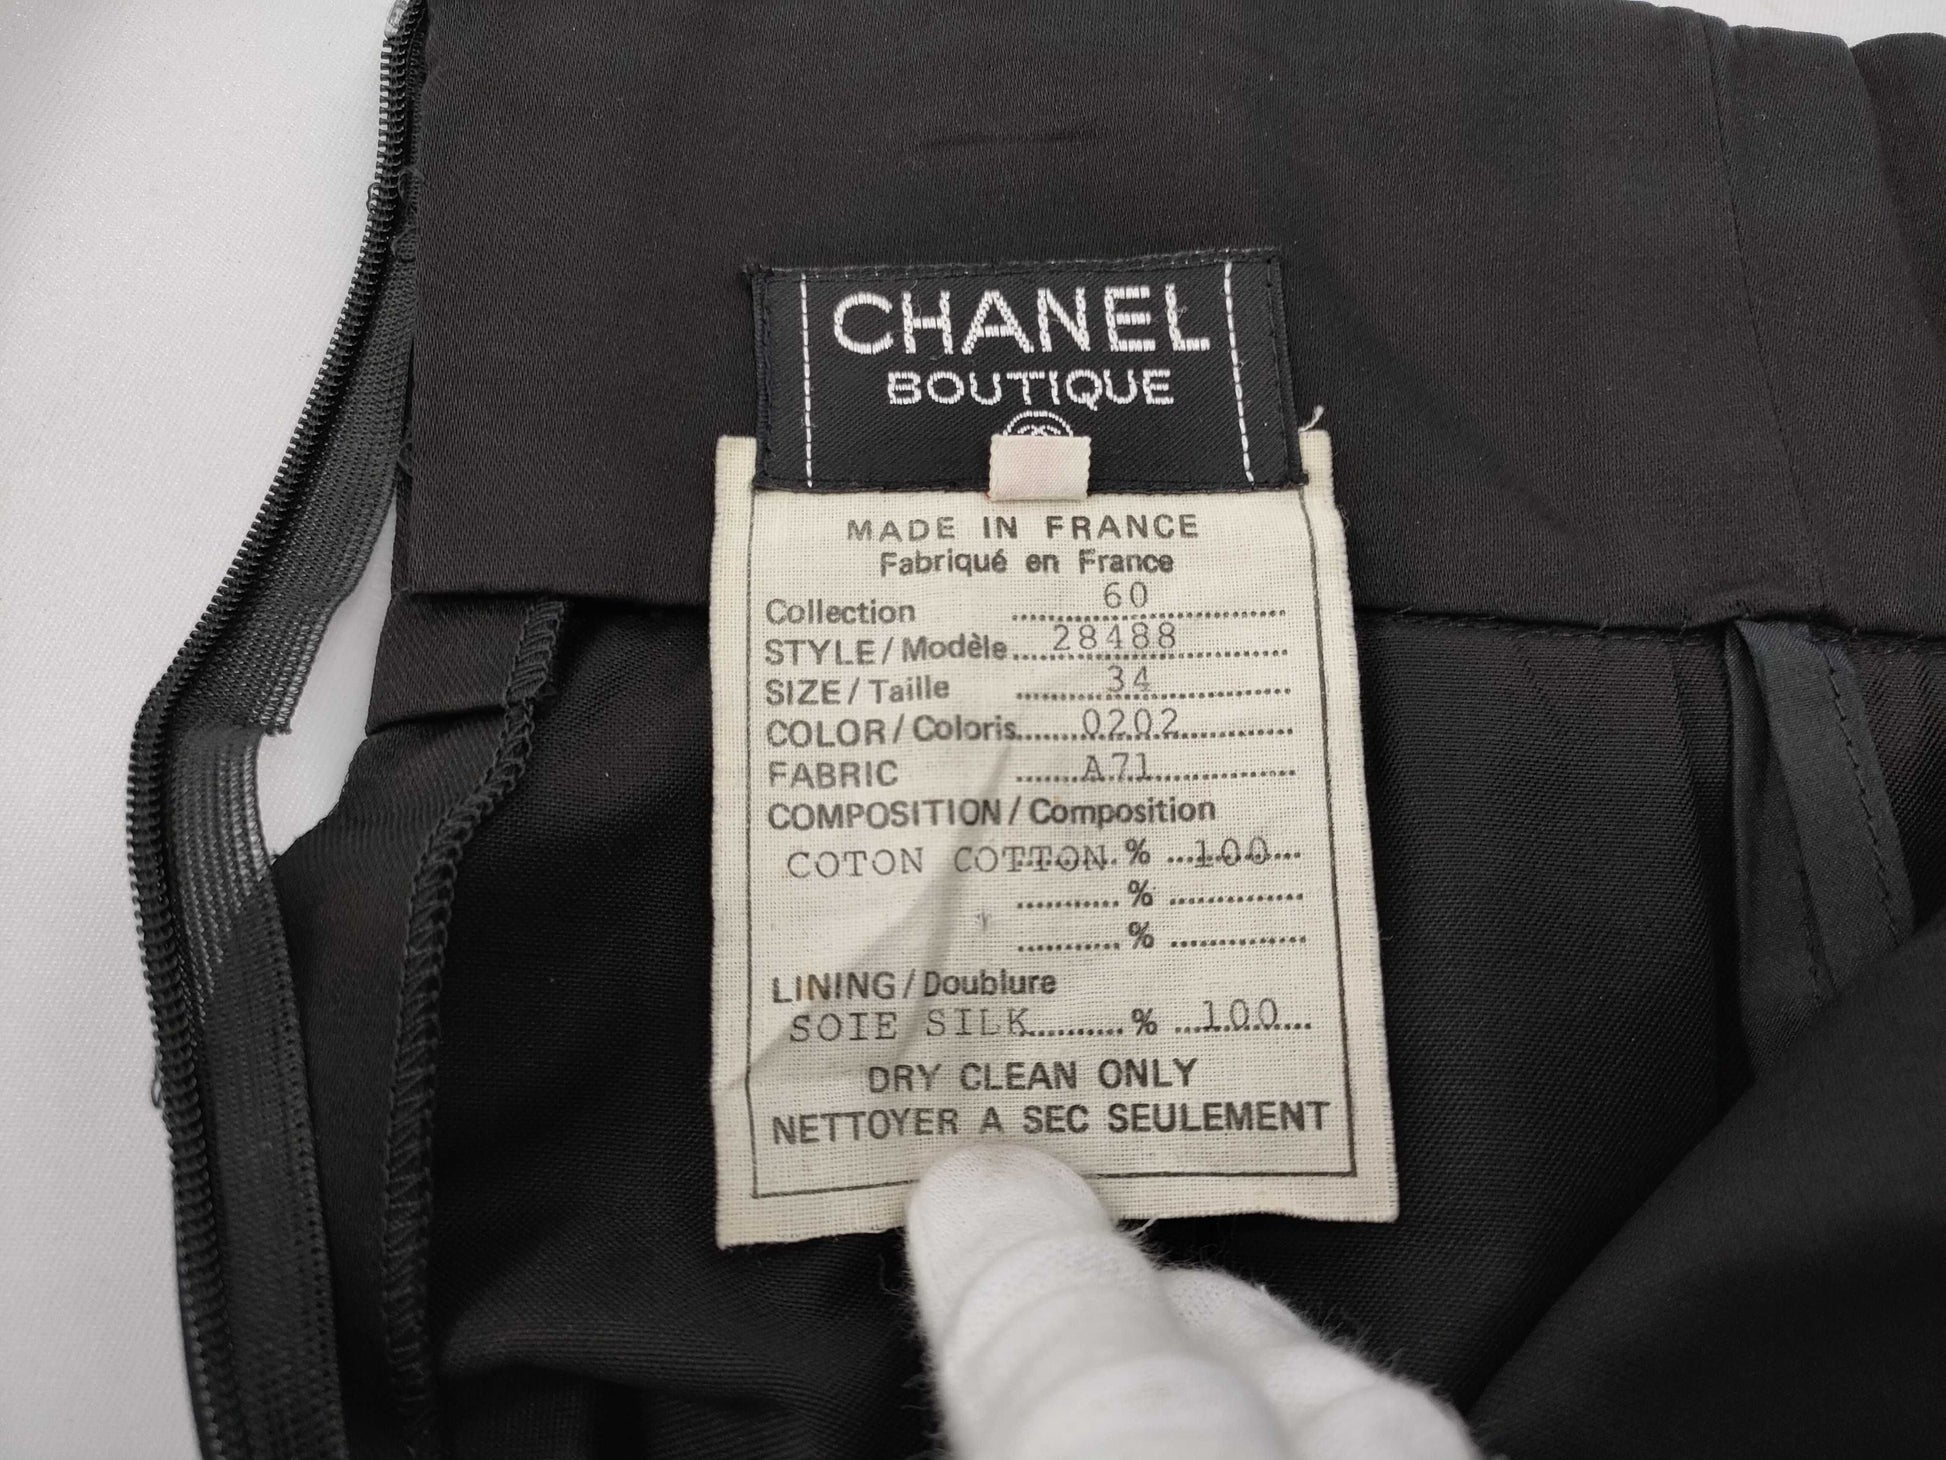 CHANEL
BOUTIQUE
MADE IN FRANCE
Fabriqué en France
Collection ........60........
STYLE/Modèle...28488........
SIZE/Taille ........34........
COLOR/Coloris.....0202........
FABRIC ......A71........
COMPOSITION/Composition
COTON COTTON % ...100...
........... % ..............
........... % ..............
LINING/Doublure
SOIE SILK.......... % ...100...
DRY CLEAN ONLY
NETTOYER A SEC SEULEMENT